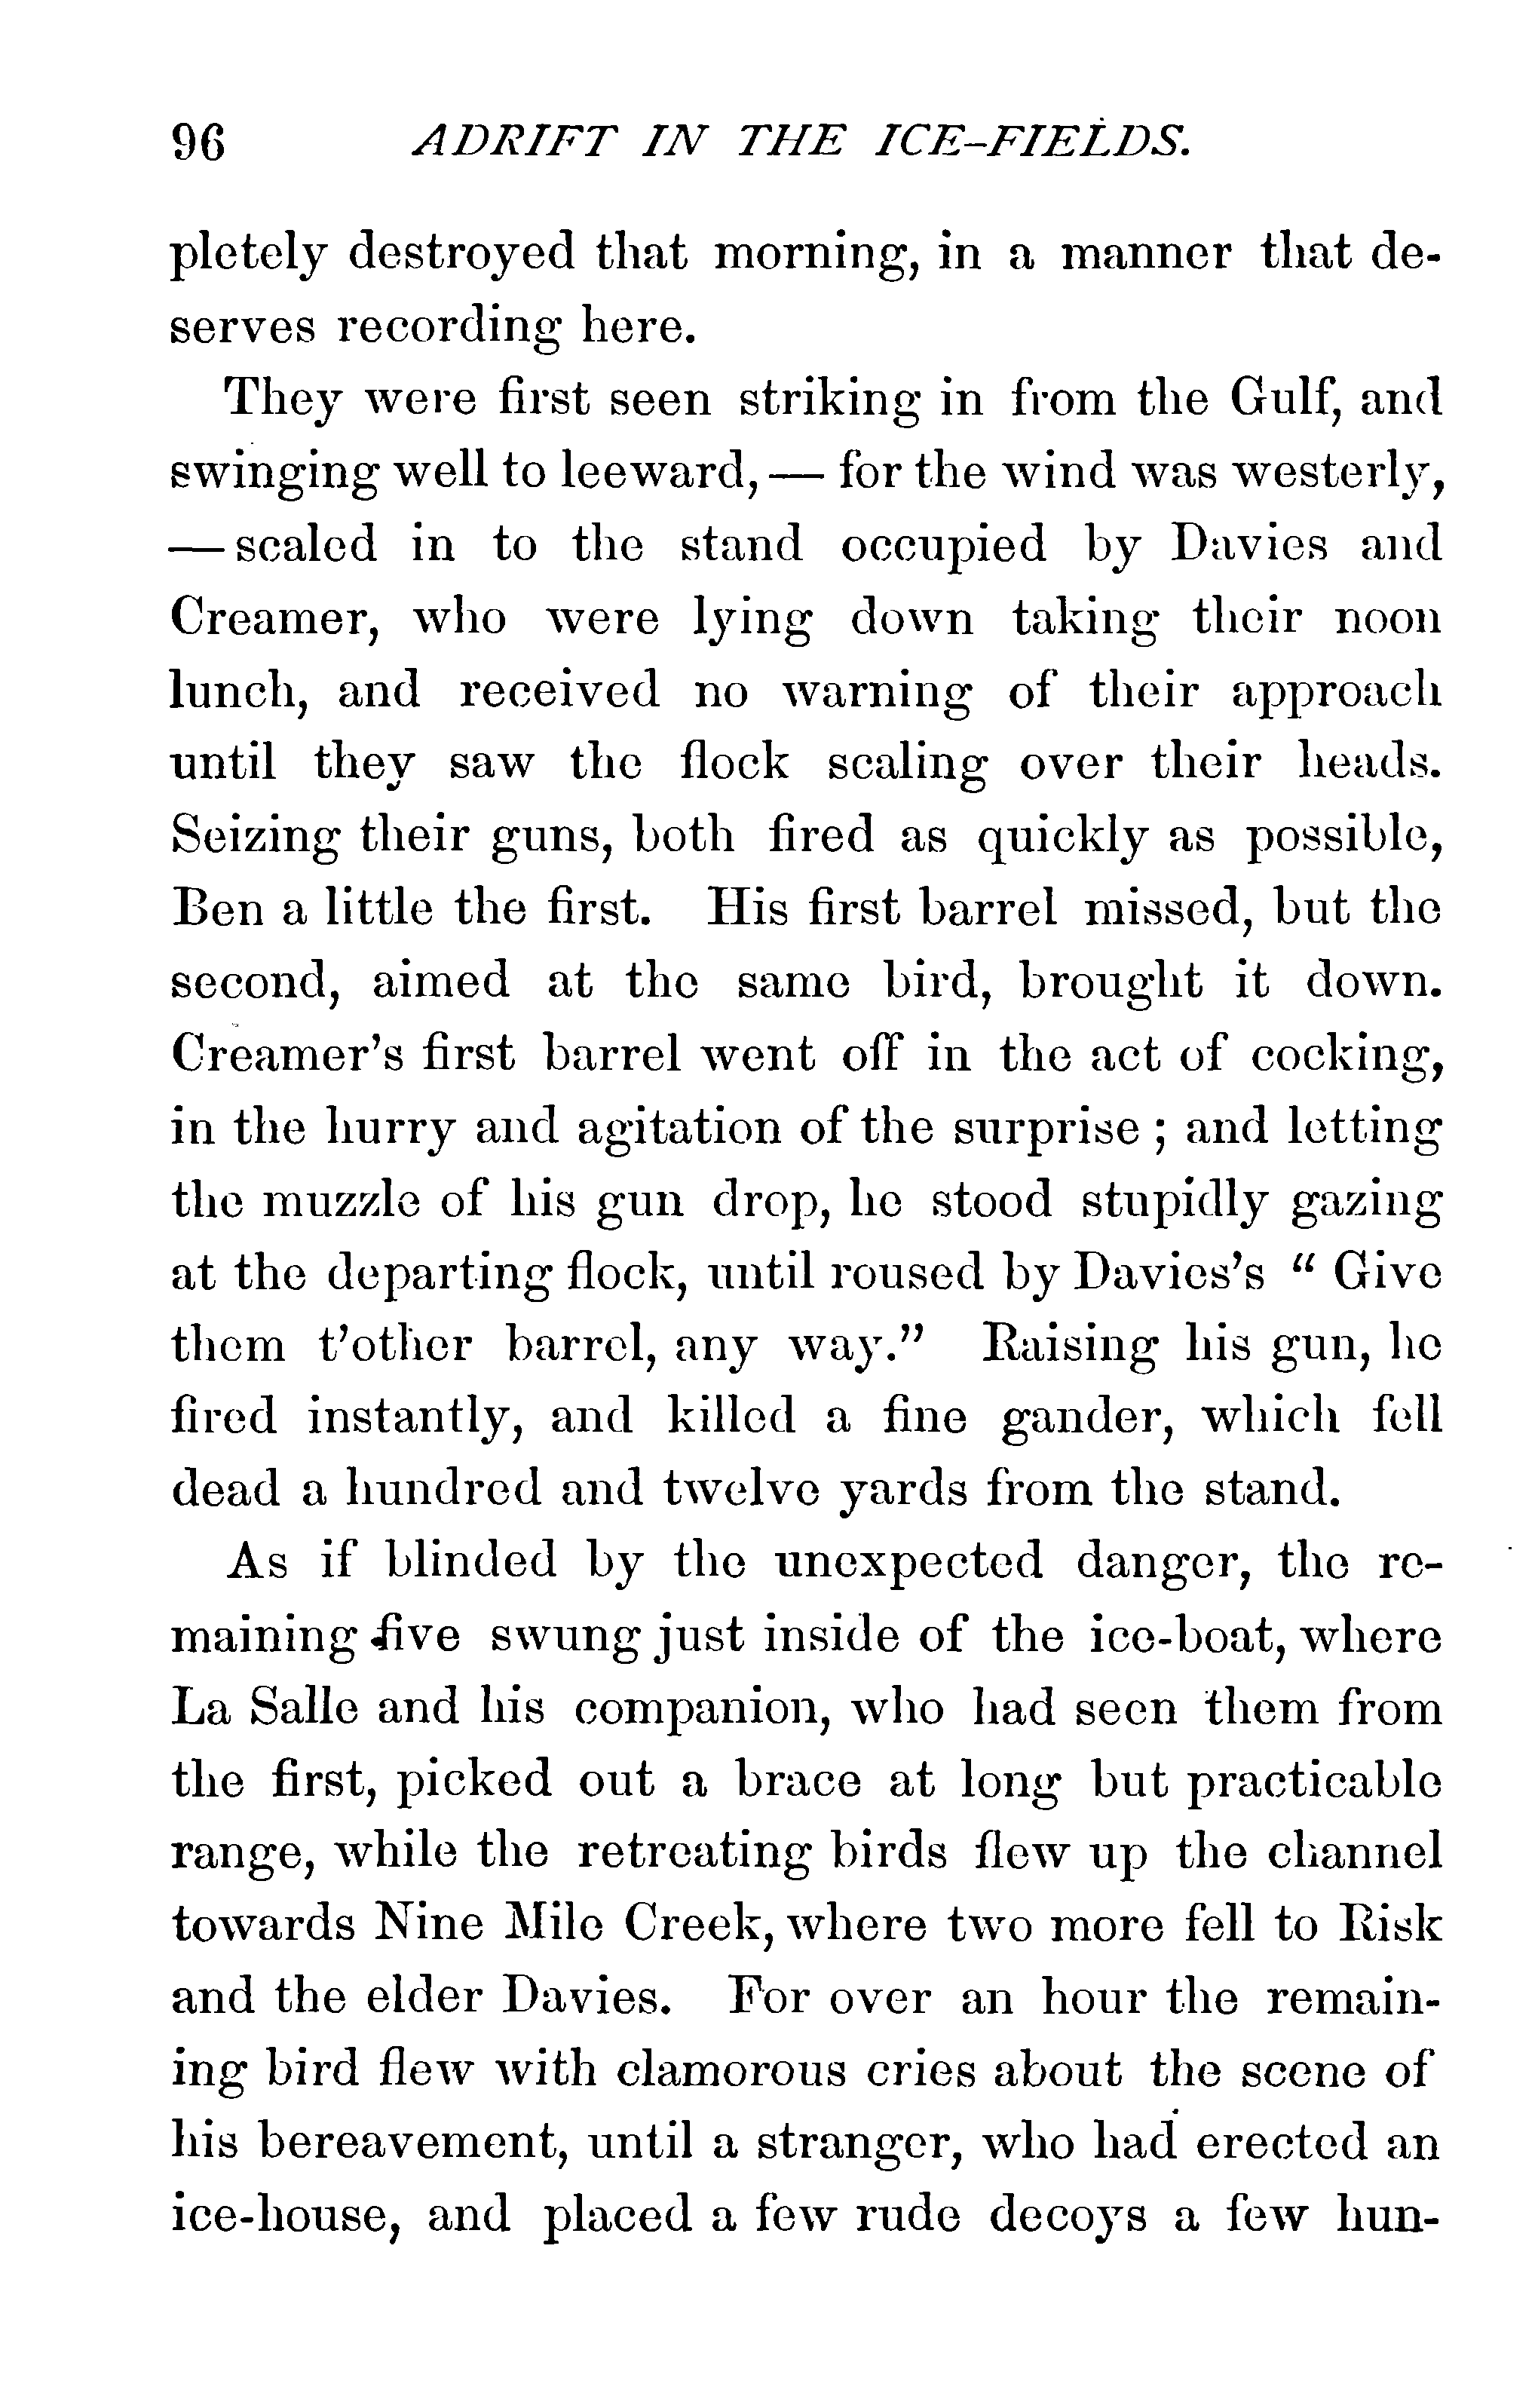 96 ADRIFT IN THE ICE-FIELDS.
pletely destroyed that morning, in a manner that de-
serves recording here.
They were first seen striking in from the Gulf, and
swinging well to leeward, — for the wind was westerly,
— scaled in to the stand occupied by Davies and
Creamer, who were lying down taking their noon
lunch, and received no warning of their approach
until they saw the flock scaling over their heads.
Seizing their guns, both fired as quickly as possible,
Ben a little the first. His first barrel missed, but the
second, aimed at the same bird, brought it down.
Creamer's first barrel went off in the act of cocking,
in the hurry and agitation of the surprise ; and letting
the muzzle of his gun drop, he stood stupidly gazing
at the departing flock, until roused by Davies's “ Give
them t'other barrel, any way.” Raising his gun, he
fired instantly, and killed a fine gander, which fell
dead a hundred and twelve yards from the stand.
As if blinded by the unexpected danger, the re-
maining five swung just inside of the ice-boat, where
La Salle and his companion, who had seen them from
the first, picked out a brace at long but practicable
range, while the retreating birds flew up the channel
towards Nine Mile Creek, where two more fell to Risk
and the elder Davies. For over an hour the remain-
ing bird flew with clamorous cries about the scene of
his bereavement, until a stranger, who had erected an
ice-house, and placed a few rude decoys a few hun-